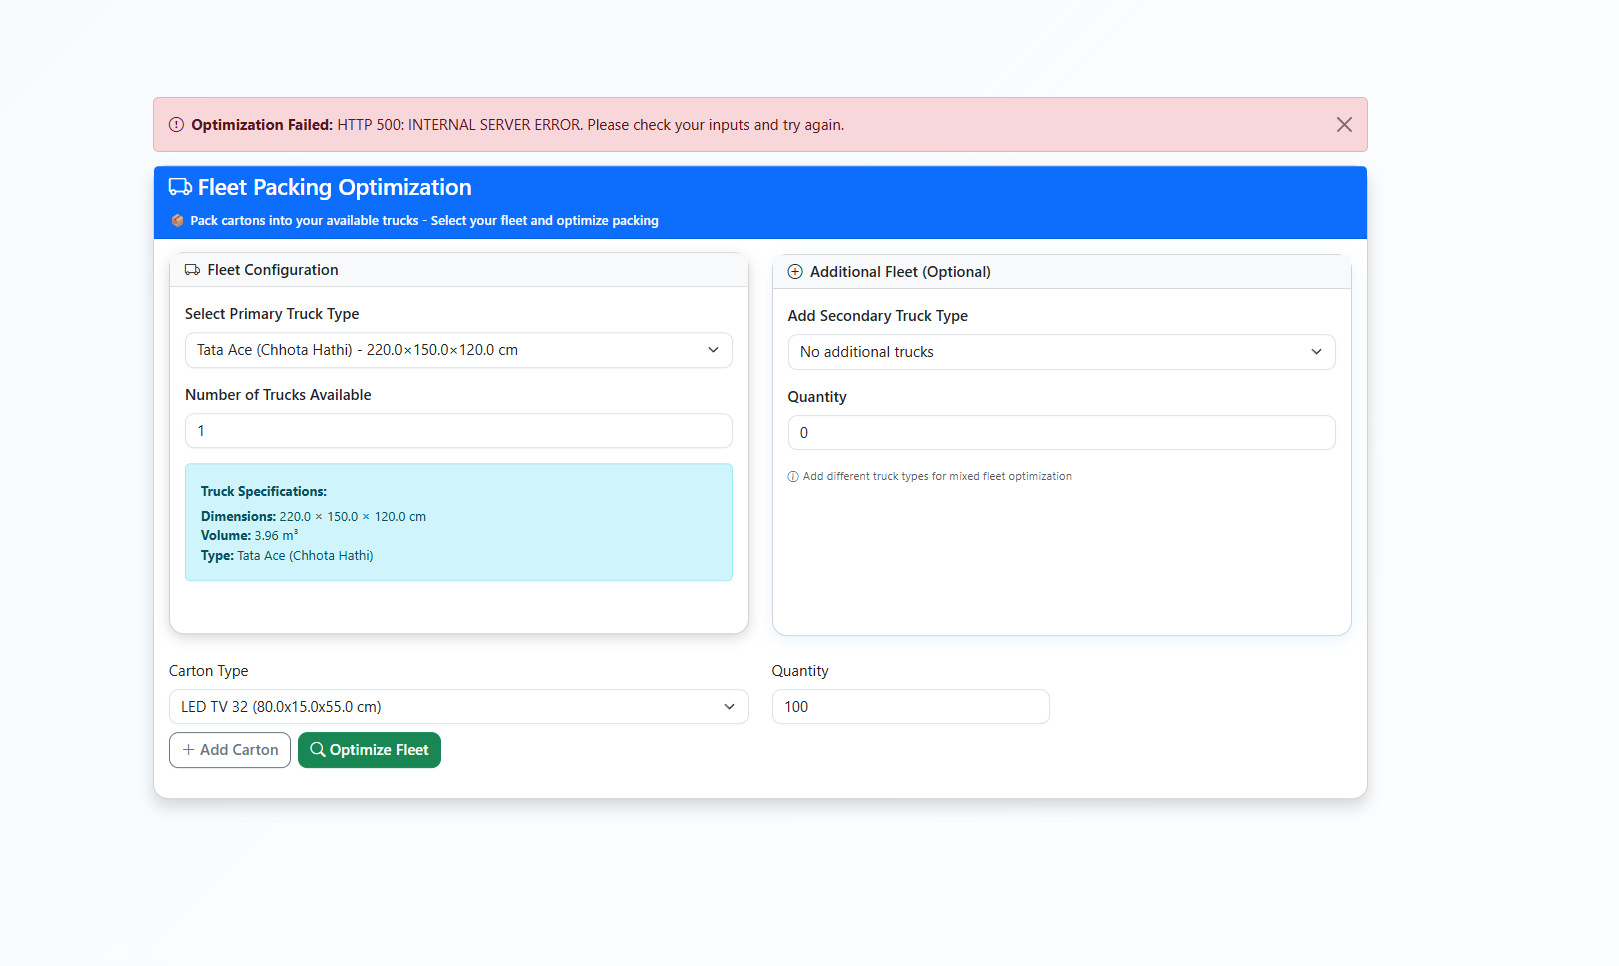 Optimization Failed: HTTP 500: INTERNAL SERVER ERROR. Please check your inputs and try again.
Fleet Packing Optimization
Pack cartons into your available trucks - Select your fleet and optimize packing
Fleet Configuration
Select Primary Truck Type
Tata Ace (Chhota Hathi) - 220.0×150.0×120.0 cm
Number of Trucks Available
1
Truck Specifications:
Dimensions: 220.0 × 150.0 × 120.0 cm
Volume: 3.96 m³
Type: Tata Ace (Chhota Hathi)
Additional Fleet (Optional)
Add Secondary Truck Type
No additional trucks
Quantity
0
Add different truck types for mixed fleet optimization
Carton Type
LED TV 32 (80.0x15.0x55.0 cm)
Quantity
100
Add Carton
Optimize Fleet